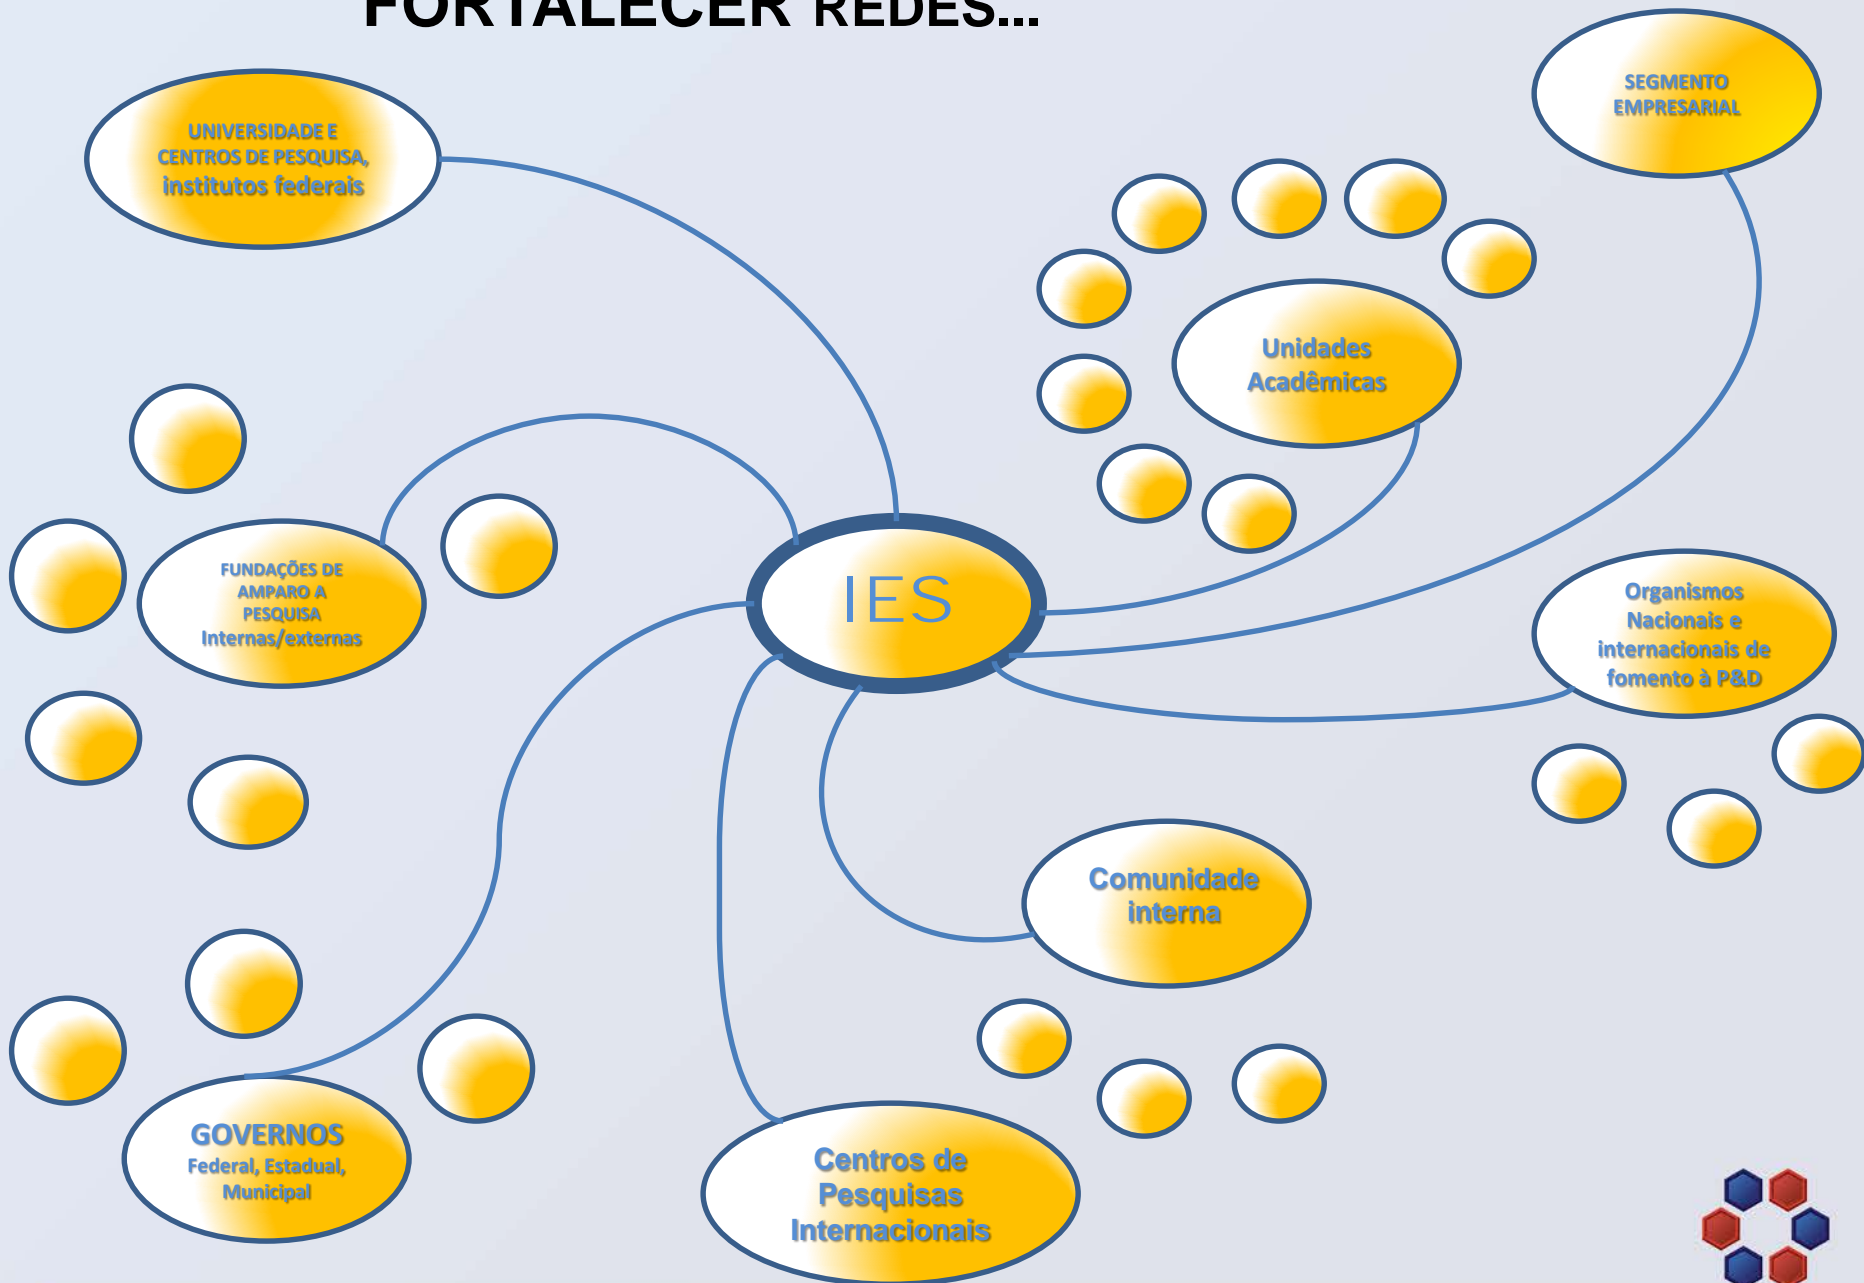 FORTALECER REDES...
UNIVERSIDADE E
CENTROS DE PESQUISA,
institutos federais
SEGMENTO
EMPRESARIAL
Unidades
Acadêmicas
FUNDAÇÕES DE
AMPARO A
PESQUISA
Internas/externas
IES
Organismos
Nacionais e
internacionais de
fomento à P&D
Comunidade
interna
GOVERNOS
Federal, Estadual,
Municipal
Centros de
Pesquisas
Internacionais